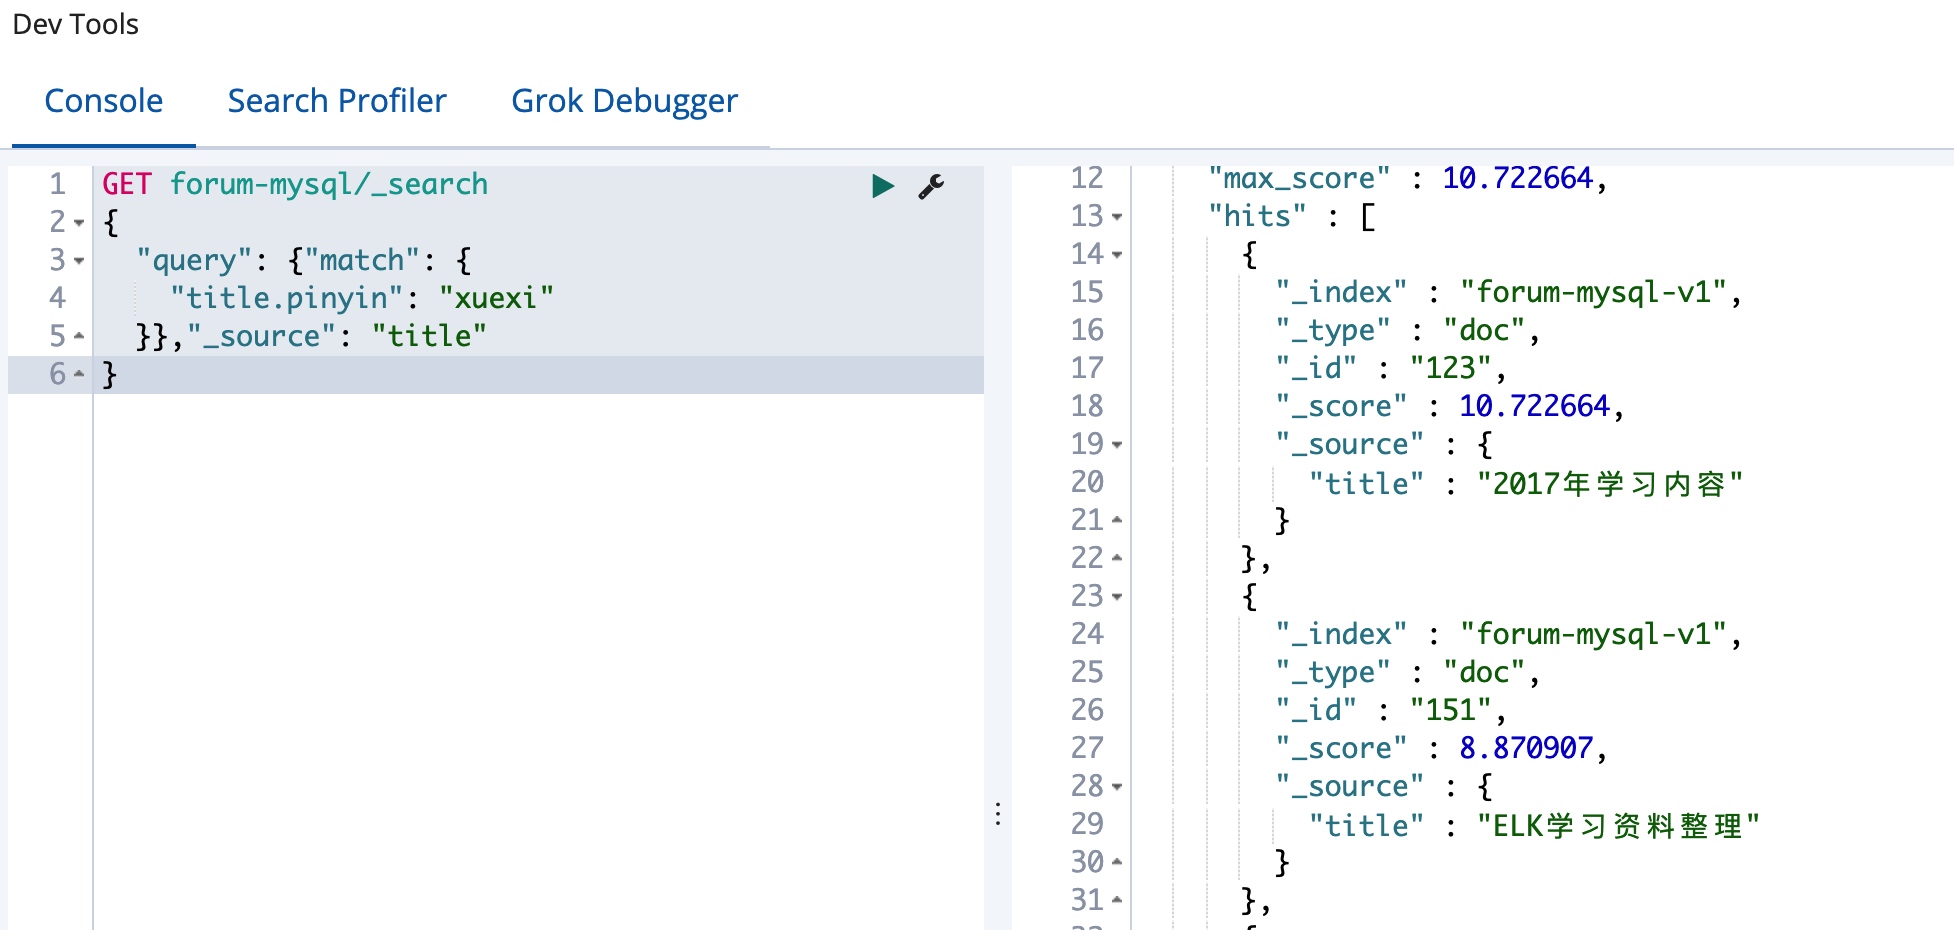 Dev Tools
Console Search Profiler Grok Debugger
1 GET forum-mysql/_search
2 {
3 "query": {"match": {
4 "title.pinyin": "xuexi"
5 }},"_source": "title"
6 }
12 "max_score" : 10.722664,
13 "hits" : [
14 {
15 "_index" : "forum-mysql-v1",
16 "_type" : "doc",
17 "_id" : "123",
18 "_score" : 10.722664,
19 "_source" : {
20 "title" : "2017年学习内容"
21 }
22 },
23 {
24 "_index" : "forum-mysql-v1",
25 "_type" : "doc",
26 "_id" : "151",
27 "_score" : 8.870907,
28 "_source" : {
29 "title" : "ELK学习资料整理"
30 }
31 },